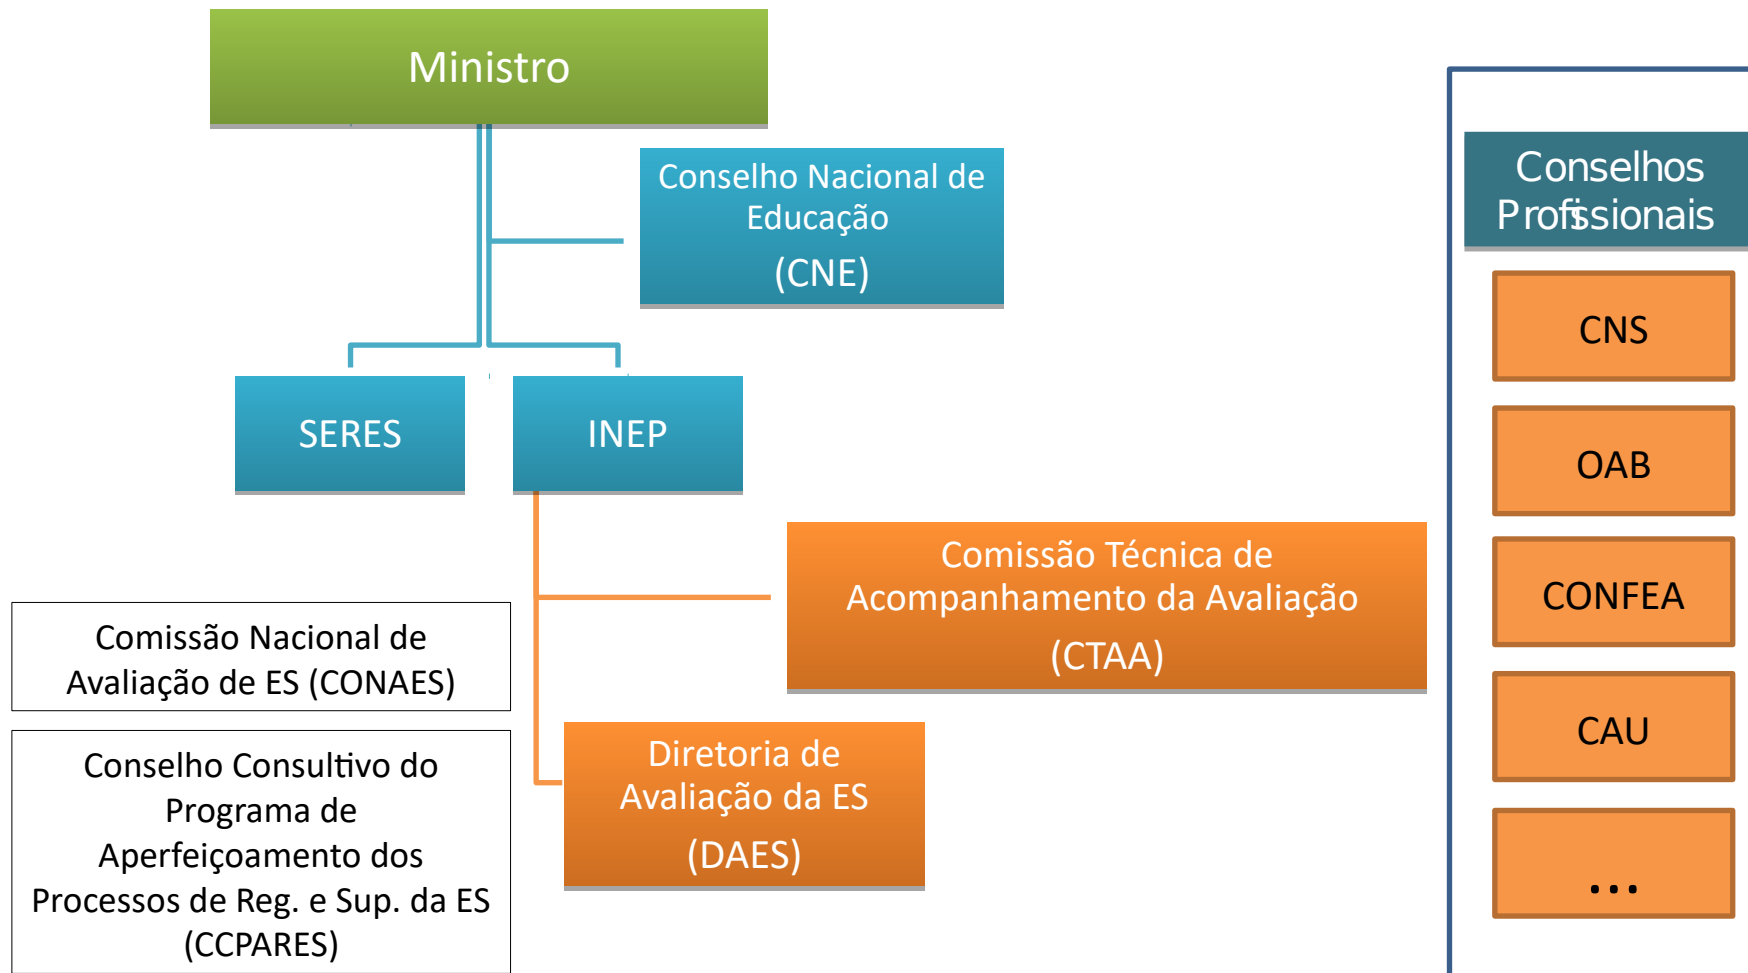 Ministro
Conselho Nacional de
Educação
(CNE)
SERES
INEP
Comissão Técnica de
Acompanhamento da Avaliação
(CTAA)
Diretoria de
Avaliação da ES
(DAES)
Comissão Nacional de
Avaliação de ES (CONAES)
Conselho Consultivo do
Programa de
Aperfeiçoamento dos
Processos de Reg. e Sup. da ES
(CCPARES)
Conselhos
Profissionais
CNS
OAB
CONFEA
CAU
...